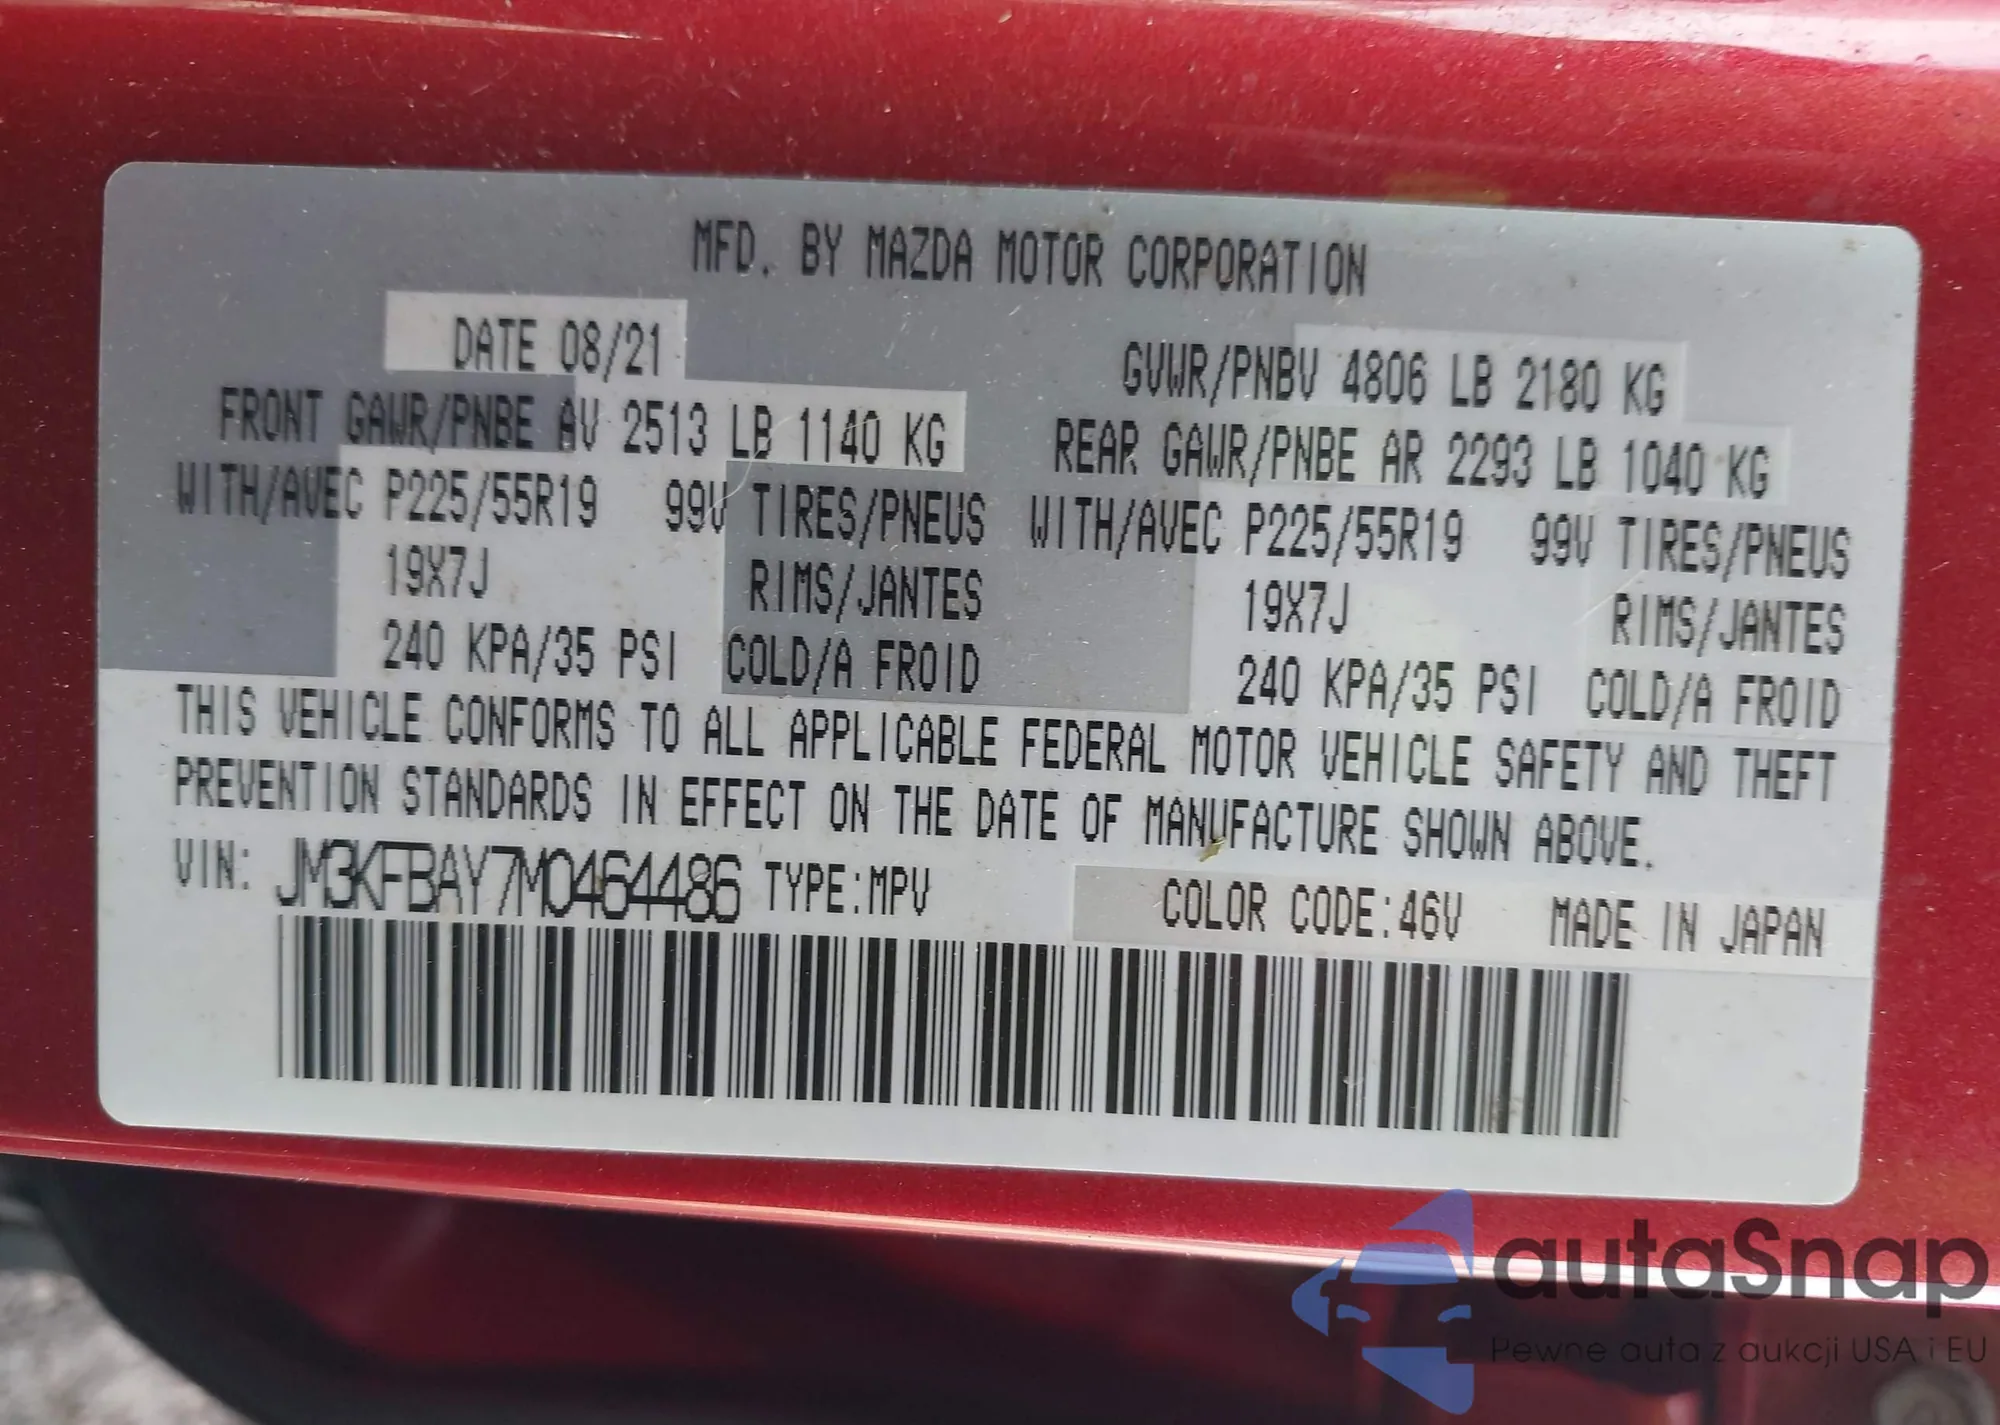 MFD. BY MAZDA MOTOR CORPORATION
DATE 08/21
GVWR/PNBV 4806 LB 2180 KG
FRONT GAWR/PNBE AV 2513 LB 1140 KG
REAR GAWR/PNBE AR 2293 LB 1040 KG
WITH/AVEC P225/55R19 99V TIRES/PNEUS
WITH/AVEC P225/55R19 99V TIRES/PNEUS
19X7J RIMS/JANTES
19X7J RIMS/JANTES
240 KPA/35 PSI COLD/A FROID
240 KPA/35 PSI COLD/A FROID
THIS VEHICLE CONFORMS TO ALL APPLICABLE FEDERAL MOTOR VEHICLE SAFETY AND THEFT
PREVENTION STANDARDS IN EFFECT ON THE DATE OF MANUFACTURE SHOWN ABOVE.
VIN: JM3KFBAY7M0464486 TYPE:MPV COLOR CODE:46V MADE IN JAPAN
autaSnap
Pewne auta z aukcji USA i EU